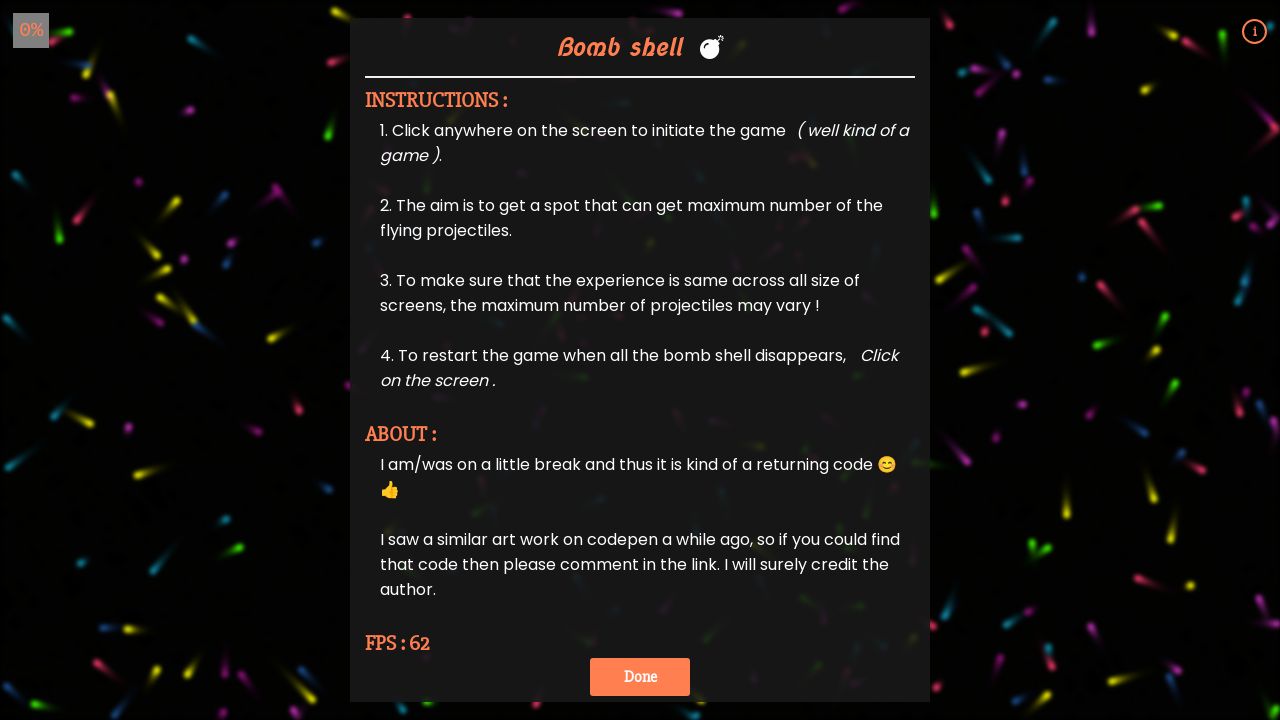 0%
Bomb shell 💣
i
INSTRUCTIONS :
1. Click anywhere on the screen to initiate the game ( well kind of a
game ).
2. The aim is to get a spot that can get maximum number of the
flying projectiles.
3. To make sure that the experience is same across all size of
screens, the maximum number of projectiles may vary !
4. To restart the game when all the bomb shell disappears, Click
on the screen .
ABOUT :
I am/was on a little break and thus it is kind of a returning code 😊
👍
I saw a similar art work on codepen a while ago, so if you could find
that code then please comment in the link. I will surely credit the
author.
FPS : 62
Done